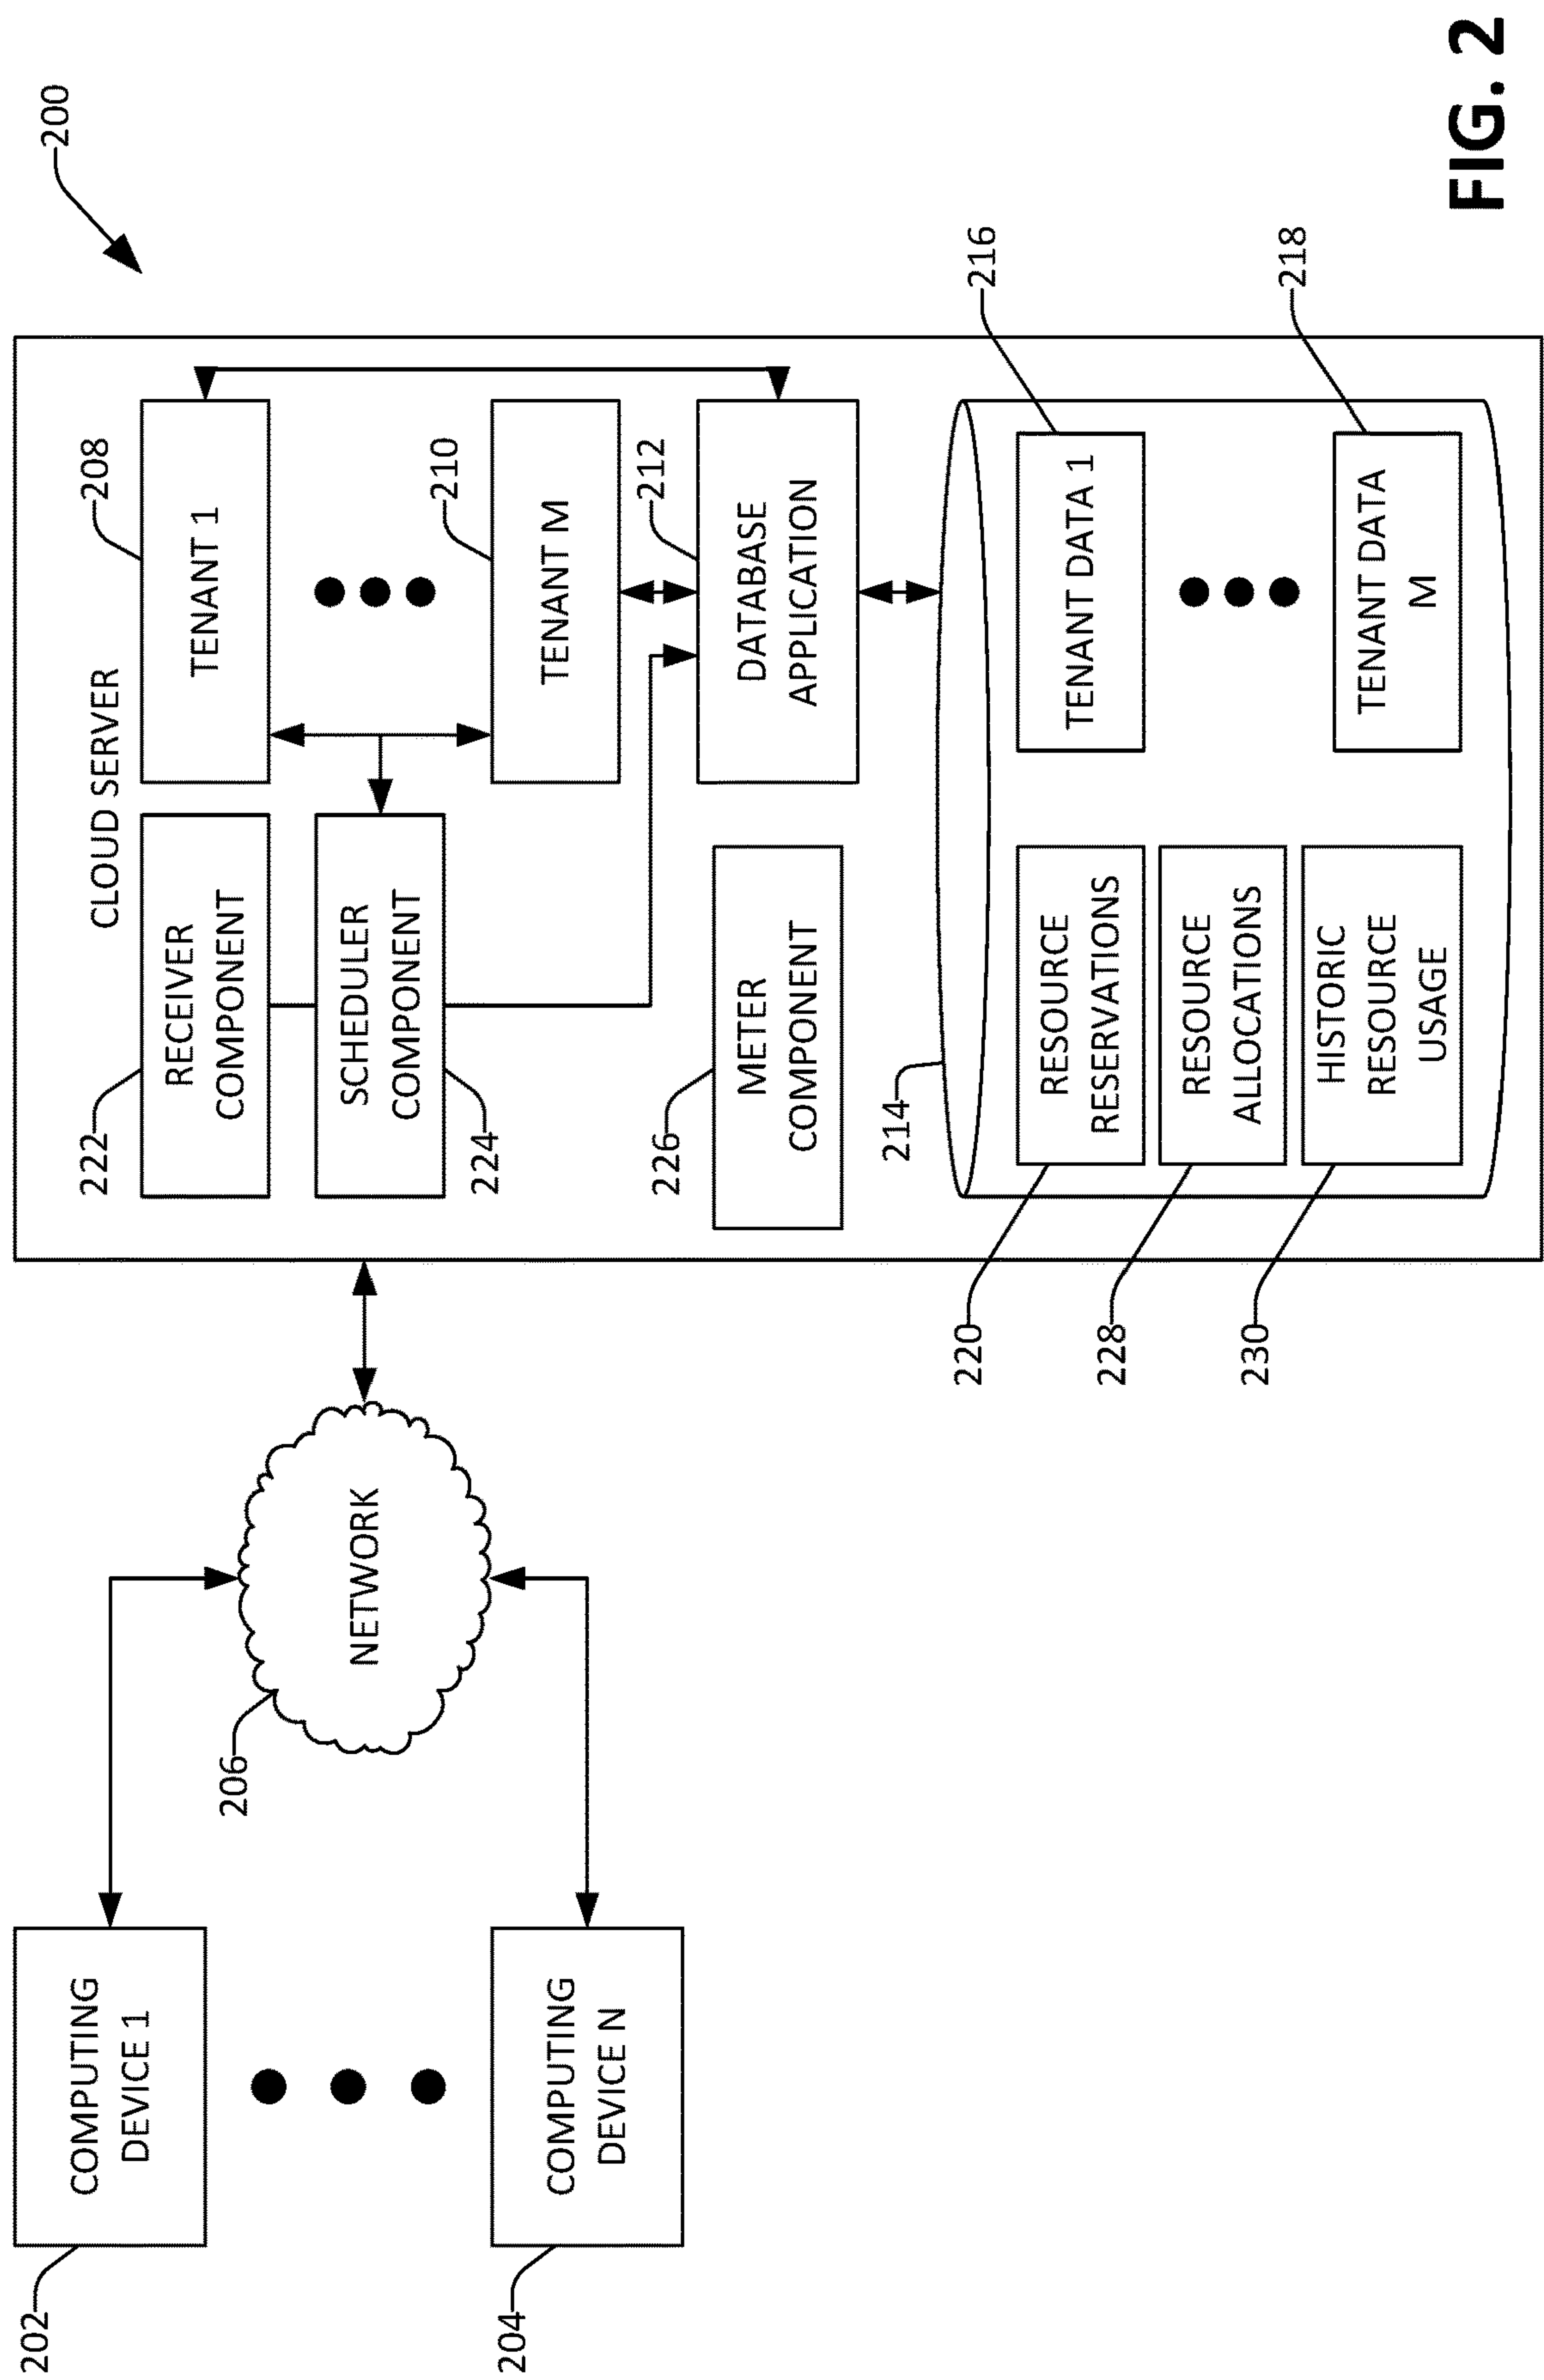 200
CLOUD SERVER
202
COMPUTING
DEVICE 1
204
COMPUTING
DEVICE N
206
NETWORK
222
RECEIVER
COMPONENT
SCHEDULER
COMPONENT
224
208
TENANT 1
210
TENANT M
226
METER
COMPONENT
212
DATABASE
APPLICATION
214
220
RESOURCE
RESERVATIONS
228
RESOURCE
ALLOCATIONS
230
HISTORIC
RESOURCE
USAGE
TENANT DATA 1
216
TENANT DATA
M
218
FIG. 2